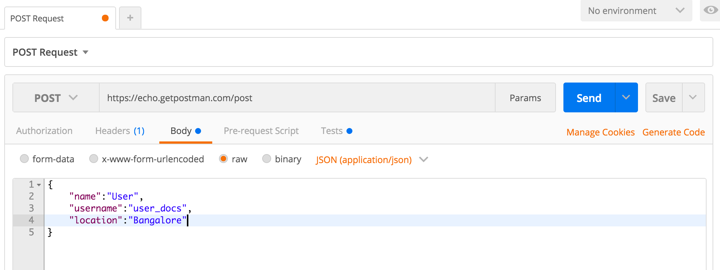 POST Request
+
No environment
POST Request
POST https://echo.getpostman.com/post Params Send Save
Authorization Headers (1) Body Pre-request Script Tests Manage Cookies Generate Code
form-data x-www-form-urlencoded raw binary JSON (application/json)
1 {
2 "name":"User",
3 "username":"user_docs",
4 "location":"Bangalore"
5 }